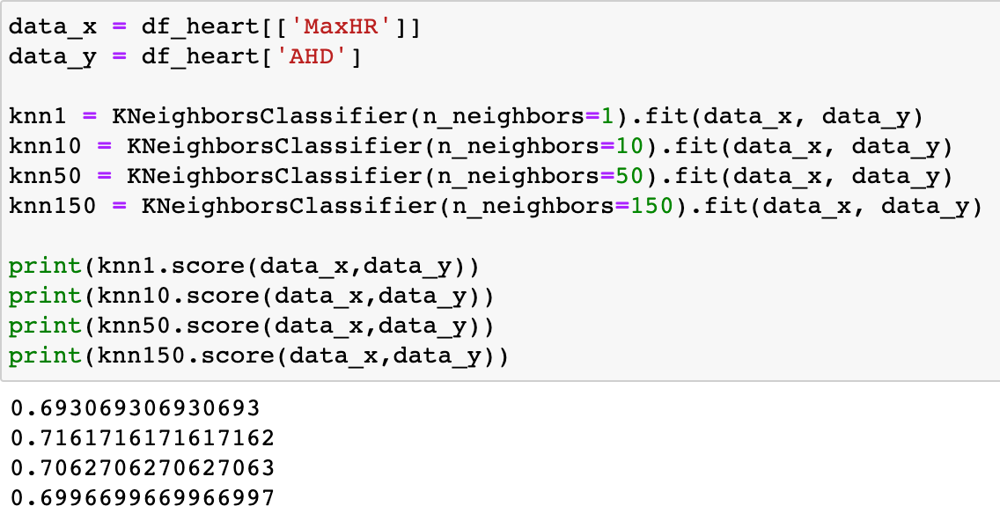 data_x = df_heart[['MaxHR']]
data_y = df_heart['AHD']
knn1 = KNeighborsClassifier(n_neighbors=1).fit(data_x, data_y)
knn10 = KNeighborsClassifier(n_neighbors=10).fit(data_x, data_y)
knn50 = KNeighborsClassifier(n_neighbors=50).fit(data_x, data_y)
knn150 = KNeighborsClassifier(n_neighbors=150).fit(data_x, data_y)
print(knn1.score(data_x,data_y))
print(knn10.score(data_x,data_y))
print(knn50.score(data_x,data_y))
print(knn150.score(data_x,data_y))
0.693069306930693
0.7161716171617162
0.7062706270627063
0.6996699669966997